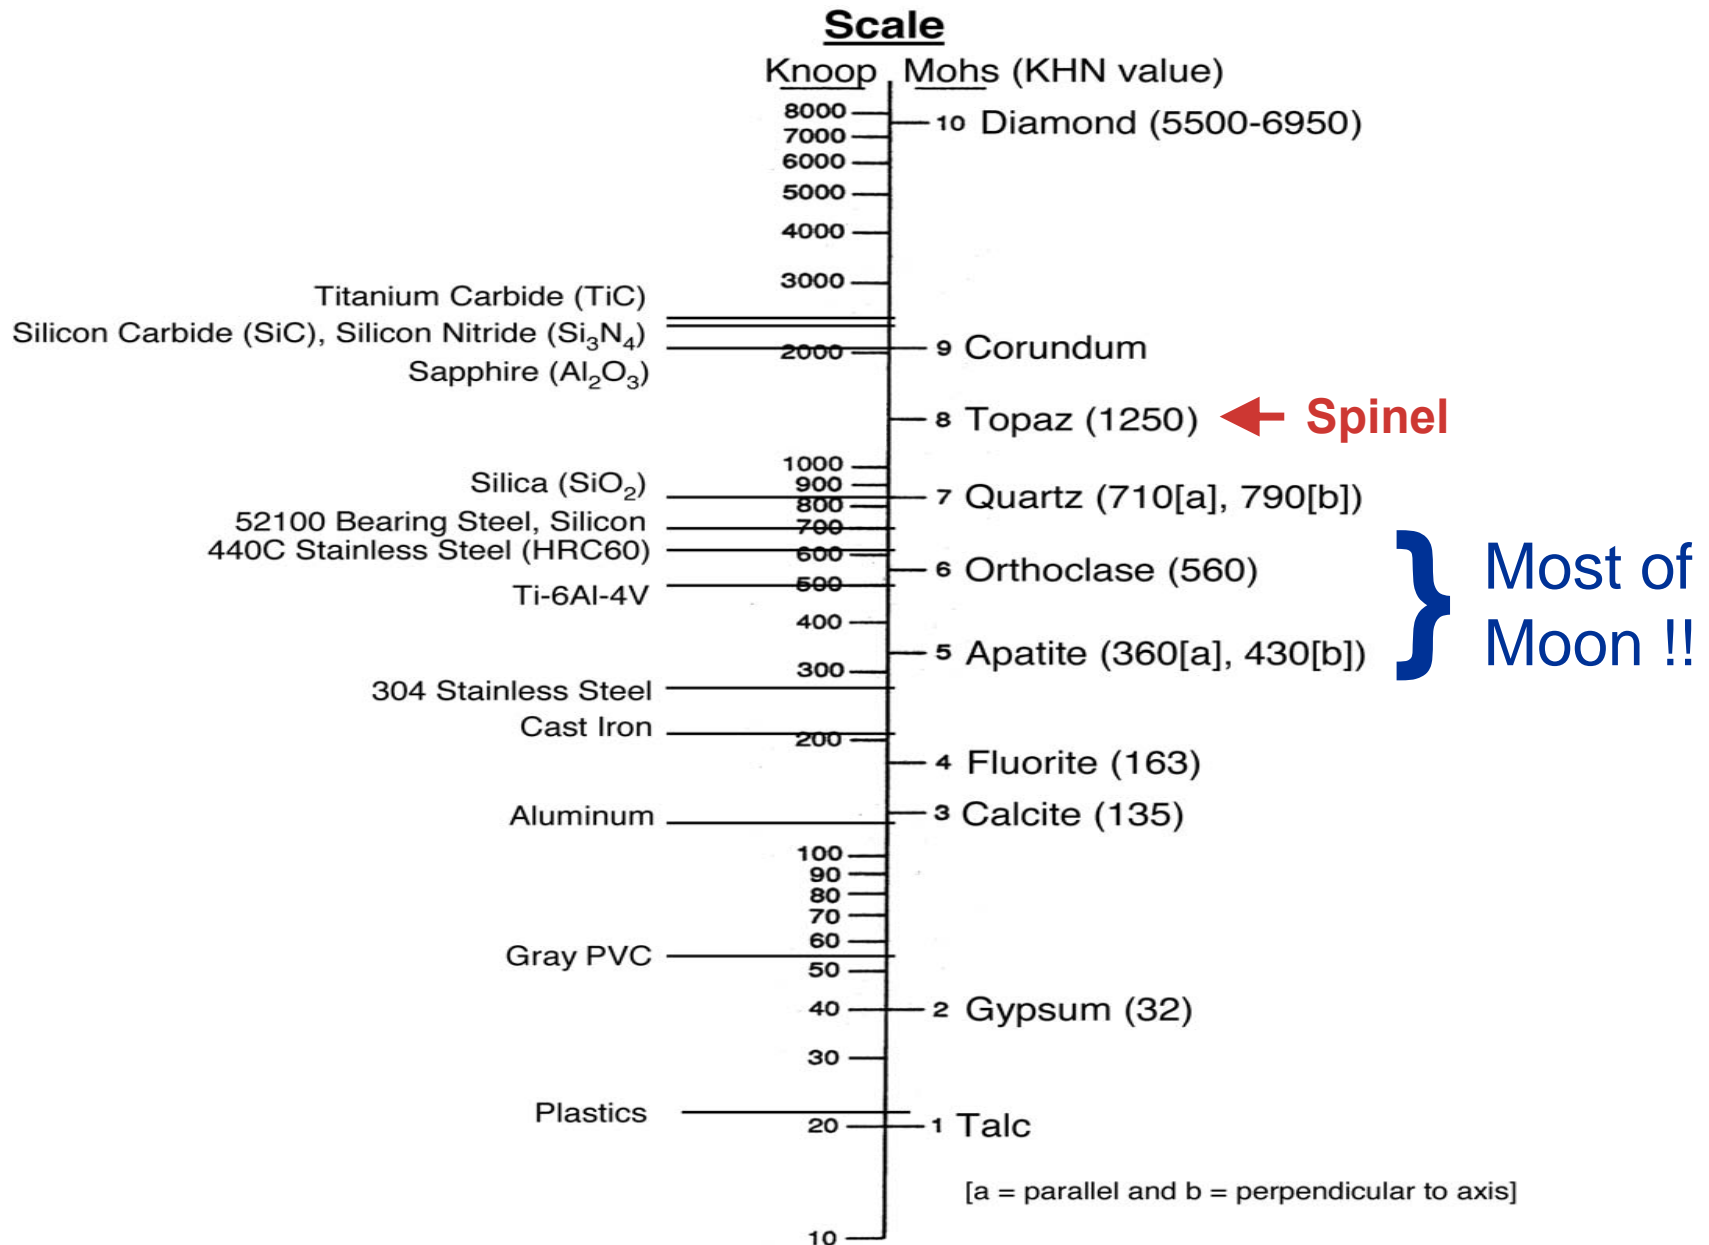 Scale
Knoop Mohs (KHN value)
8000
10 Diamond (5500-6950)
7000
6000
5000
4000
3000
Titanium Carbide (TiC)
Silicon Carbide (SiC), Silicon Nitride (Si₃N₄)
2000
9 Corundum
Sapphire (Al₂O₃)
8 Topaz (1250)
Spinel
1000
Silica (SiO₂)
900
7 Quartz (710[a], 790[b])
800
52100 Bearing Steel, Silicon
700
440C Stainless Steel (HRC60)
600
6 Orthoclase (560)
Most of
Moon !!
500
Ti-6Al-4V
400
5 Apatite (360[a], 430[b])
300
304 Stainless Steel
Cast Iron
200
4 Fluorite (163)
Aluminum
3 Calcite (135)
100
90
80
70
60
Gray PVC
50
40
2 Gypsum (32)
30
Plastics
20
1 Talc
[a = parallel and b = perpendicular to axis]
10